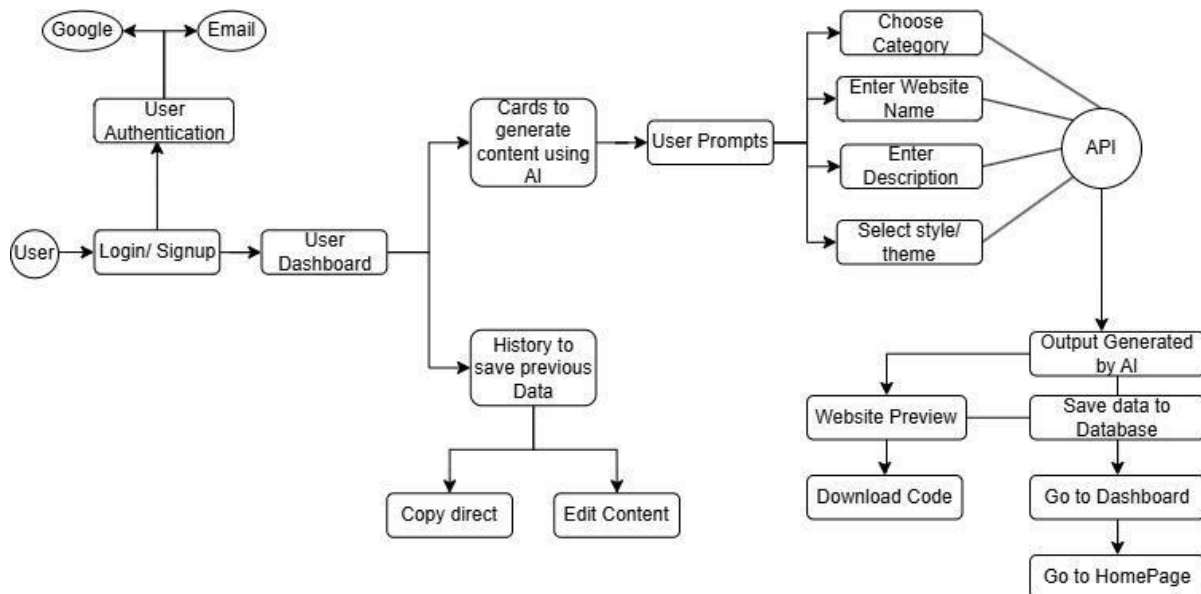 Google
Email
User
Authentication
User
Login/ Signup
User
Dashboard
Cards to
generate
content using
AI
User Prompts
Choose
Category
Enter Website
Name
Enter
Description
Select style/
theme
API
History to
save previous
Data
Copy direct
Edit Content
Output Generated
by AI
Website Preview
Save data to
Database
Download Code
Go to Dashboard
Go to HomePage